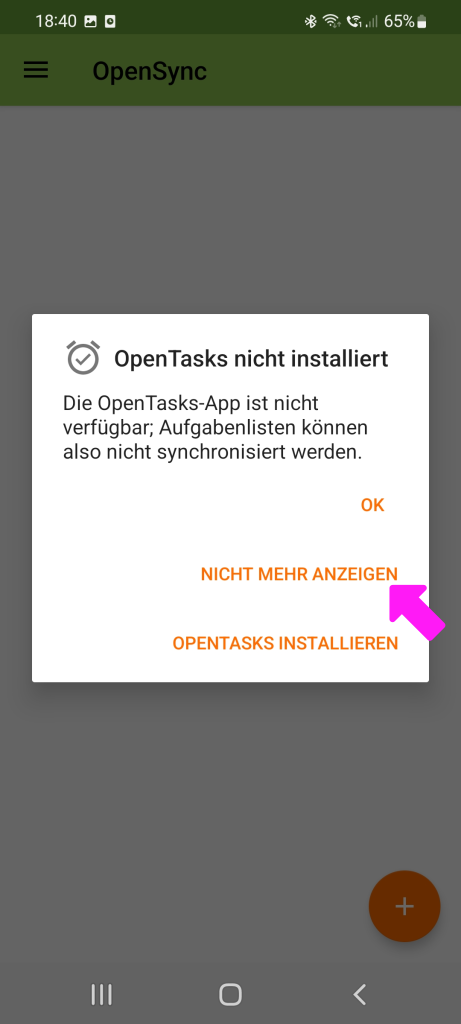 18:40
65%
OpenSync
OpenTasks nicht installiert
Die OpenTasks-App ist nicht
verfügbar; Aufgabenlisten können
also nicht synchronisiert werden.
OK
NICHT MEHR ANZEIGEN
OPENTASKS INSTALLIEREN